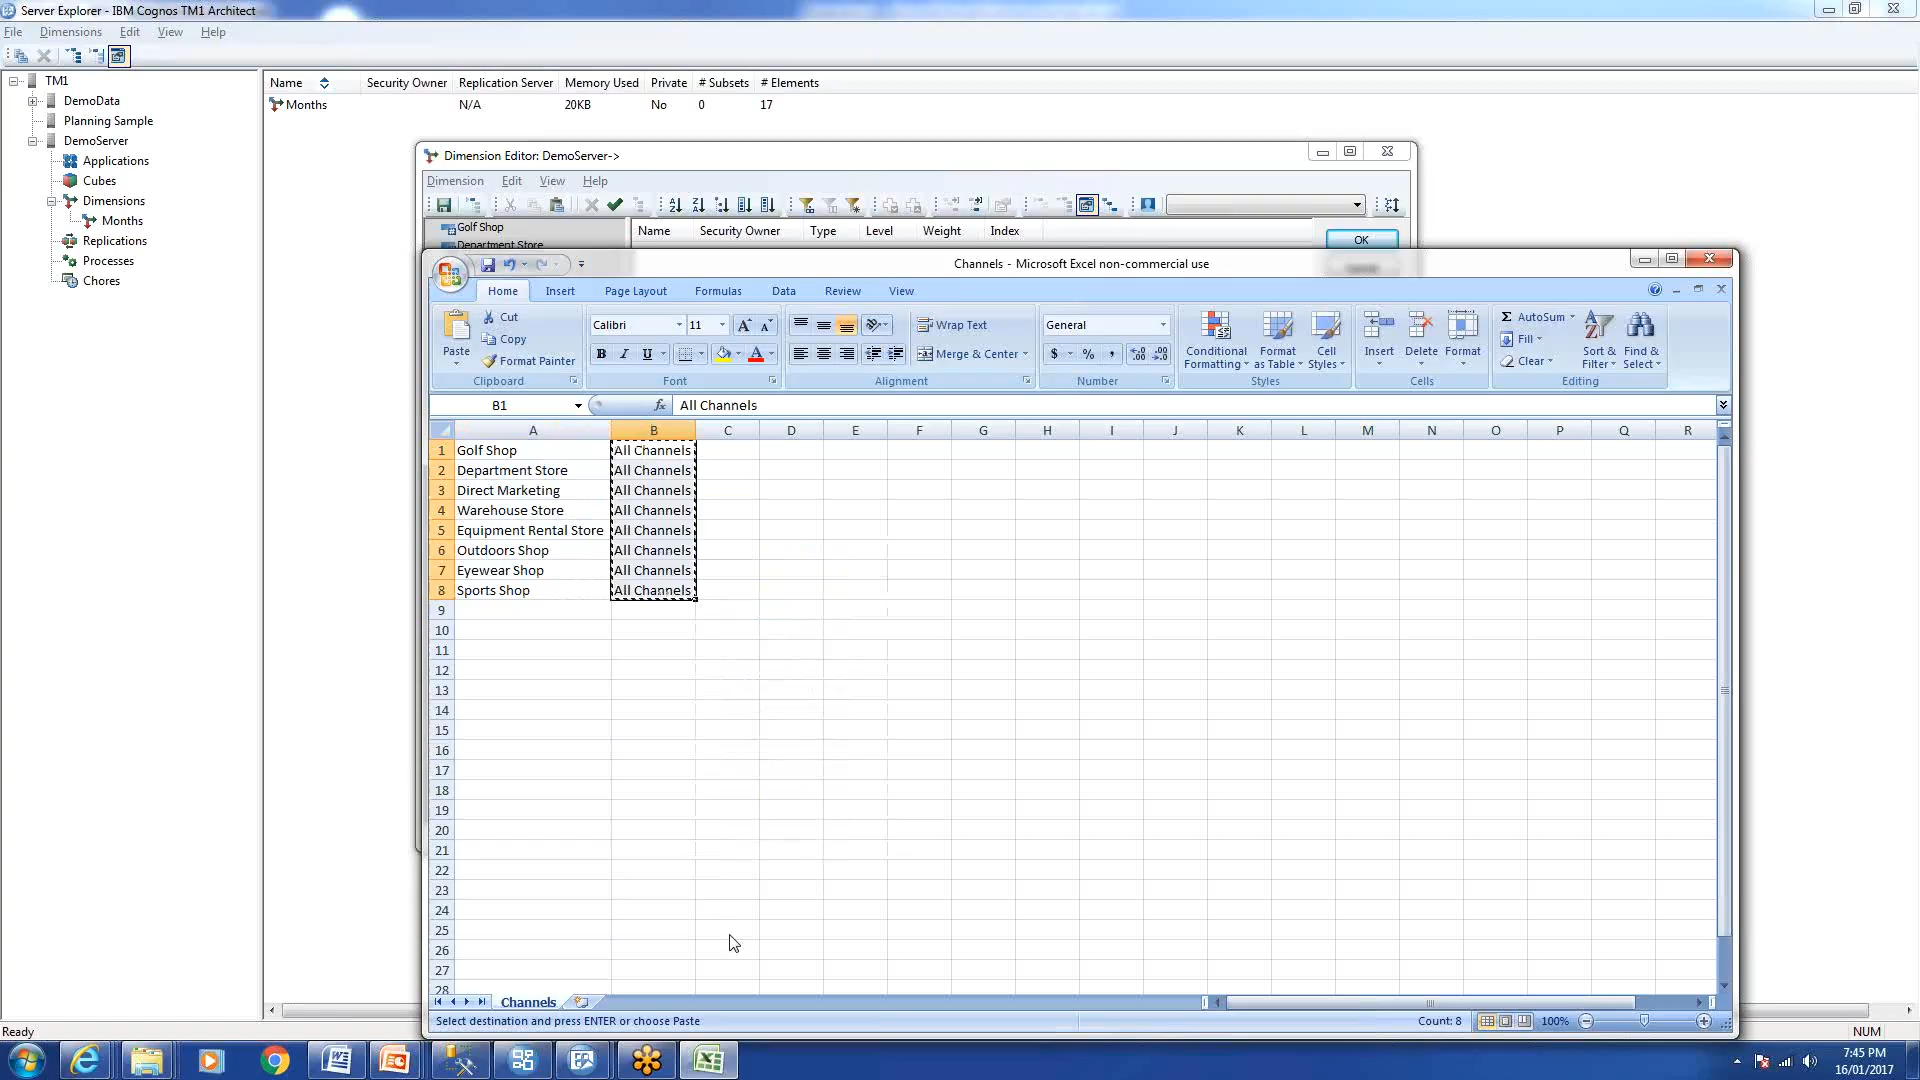 Server Explorer - IBM Cognos TM1 Architect
File Dimensions Edit View Help
TM1
DemoData
Planning Sample
DemoServer
Applications
Cubes
Dimensions
Months
Replications
Processes
Chores
Name Security Owner Replication Server Memory Used Private # Subsets # Elements
Months N/A 20KB No 0 17
Dimension Editor: DemoServer->
Dimension Edit View Help
Golf Shop
Department Store
Name Security Owner Type Level Weight Index
OK
Channels - Microsoft Excel non-commercial use
Home Insert Page Layout Formulas Data Review View
Paste
Cut
Copy
Format Painter
Clipboard
Calibri 11
B I U
Font
Wrap Text
Merge & Center
Alignment
General
$ % ,
Number
Conditional Formatting
Format as Table
Cell Styles
Styles
Insert Delete Format
Cells
AutoSum
Fill
Clear
Sort & Filter
Find & Select
Editing
B1 fx All Channels
A B C D E F G H I J K L M N O P Q R
1 Golf Shop All Channels
2 Department Store All Channels
3 Direct Marketing All Channels
4 Warehouse Store All Channels
5 Equipment Rental Store All Channels
6 Outdoors Shop All Channels
7 Eyewear Shop All Channels
8 Sports Shop All Channels
9
10
11
12
13
14
15
16
17
18
19
20
21
22
23
24
25
26
27
28
Channels
Select destination and press ENTER or choose Paste Count: 8 100%
Ready NUM
7:45 PM
16/01/2017